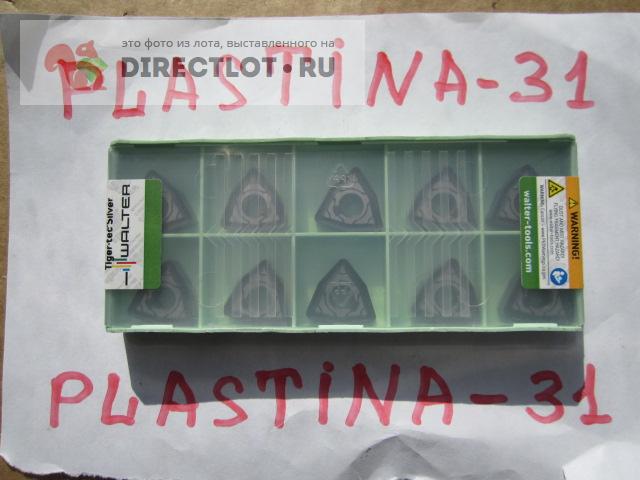 это фото из лота, выставленного на
DIRECTLOT.RU
PLASTINA-31
Tiger·tec Silver
WALTER
WARNING!
walter-tools.com
PLASTINA-31